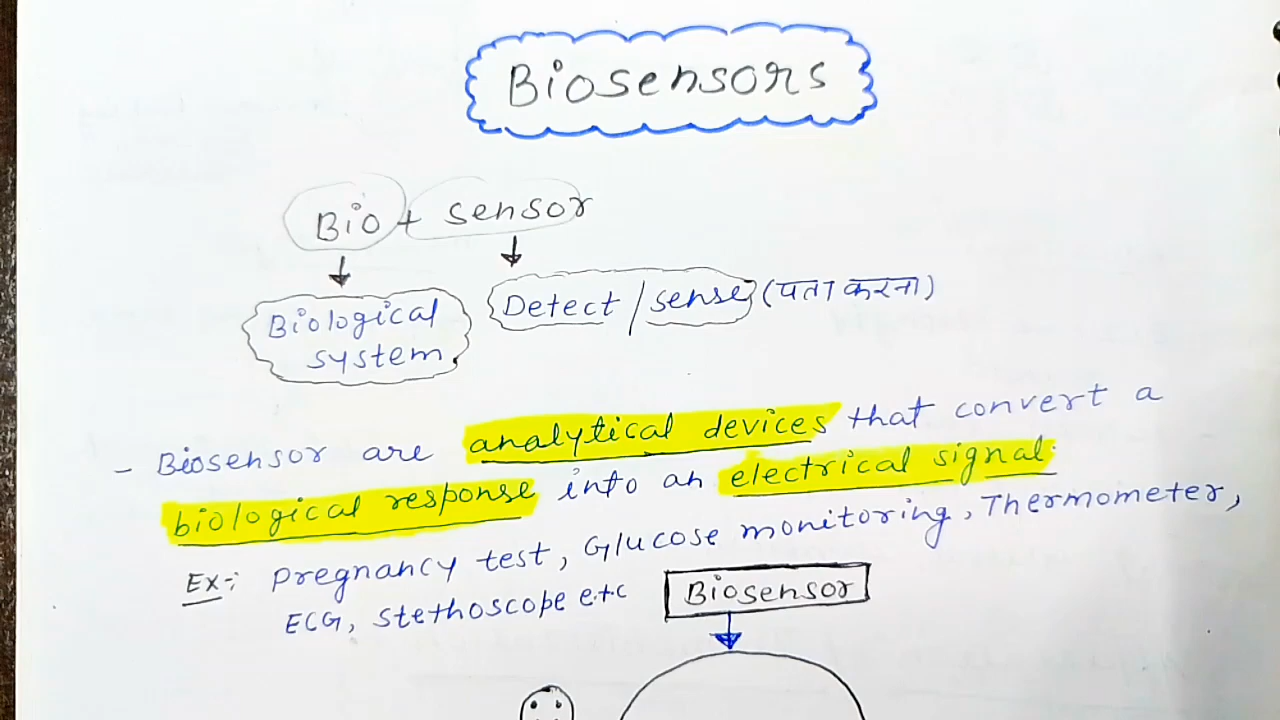 Biosensors
Bio + sensor
Biological system
Detect / sense (पता करना)
- Biosensor are analytical devices that convert a
biological response into an electrical signal.
Ex:- Pregnancy test, Glucose monitoring, Thermometer,
ECG, stethoscope etc
Biosensor